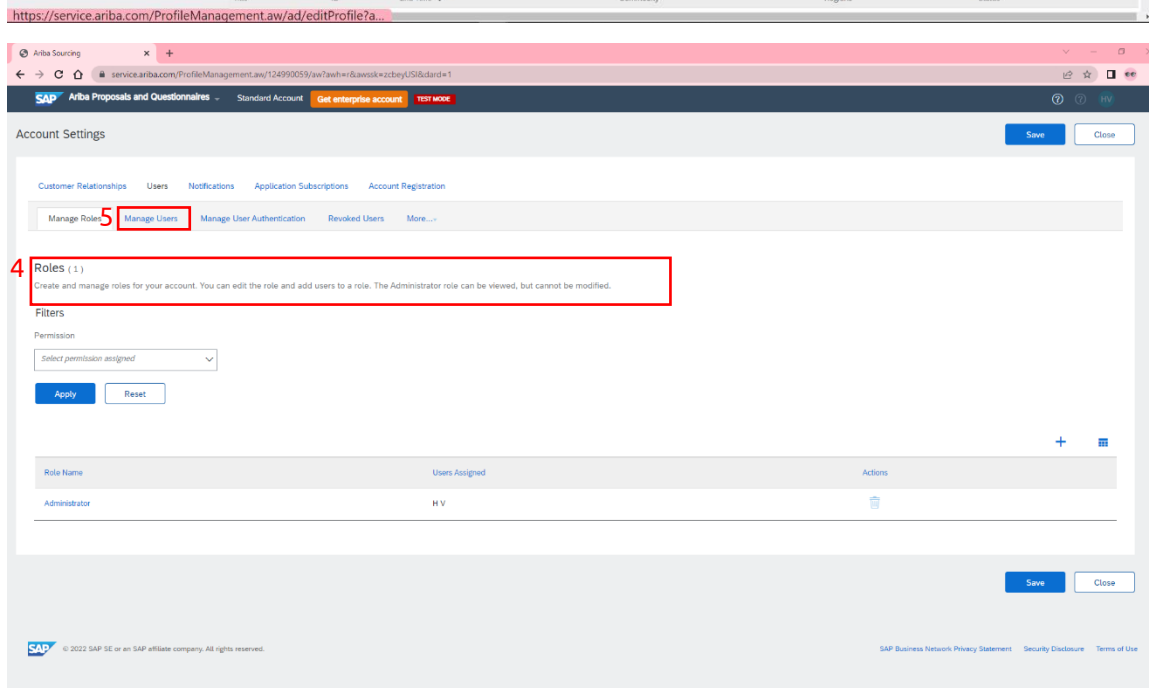 https://service.ariba.com/ProfileManagement.aw/ad/editProfile?a...
Ariba Sourcing
service.ariba.com/ProfileManagement.aw/124990059/aw?awh=r&awssk=zcbeyUSI&dard=1
SAP Ariba Proposals and Questionnaires Standard Account Get enterprise account TEST MODE HV
Account Settings Save Close
Customer Relationships Users Notifications Application Subscriptions Account Registration
Manage Roles 5 Manage Users Manage User Authentication Revoked Users More...
4 Roles (1)
Create and manage roles for your account. You can edit the role and add users to a role. The Administrator role can be viewed, but cannot be modified.
Filters
Permission
Select permission assigned
Apply Reset
Role Name Users Assigned Actions
Administrator H V
Save Close
SAP © 2022 SAP SE or an SAP affiliate company. All rights reserved. SAP Business Network Privacy Statement Security Disclosure Terms of Use